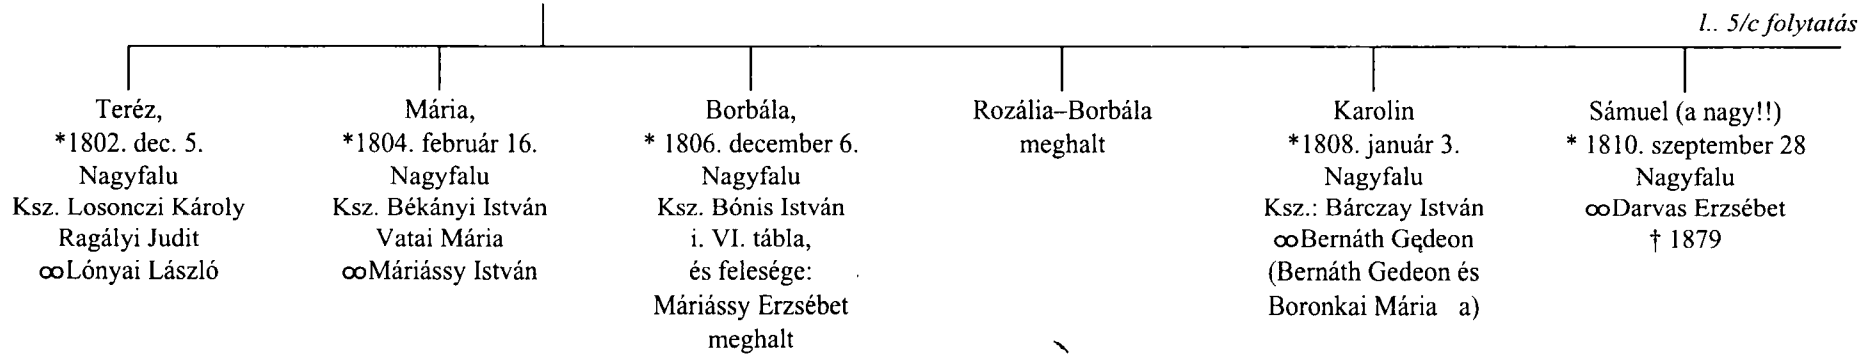 l.. 5/c folytatás
Teréz,
*1802. dec. 5.
Nagyfalu
Ksz. Losonczi Károly
Ragályi Judit
∞Lónyai László
Mária,
*1804. február 16.
Nagyfalu
Ksz. Békányi István
Vatai Mária
∞Máriássy István
Borbála,
* 1806. december 6.
Nagyfalu
Ksz. Bónis István
i. VI. tábla,
és felesége:
Máriássy Erzsébet
meghalt
Rozália–Borbála
meghalt
Karolin
*1808. január 3.
Nagyfalu
Ksz.: Bárczay István
∞Bernáth Gedeon
(Bernáth Gedeon és
Boronkai Mária a)
Sámuel (a nagy!!)
* 1810. szeptember 28
Nagyfalu
∞Darvas Erzsébet
† 1879